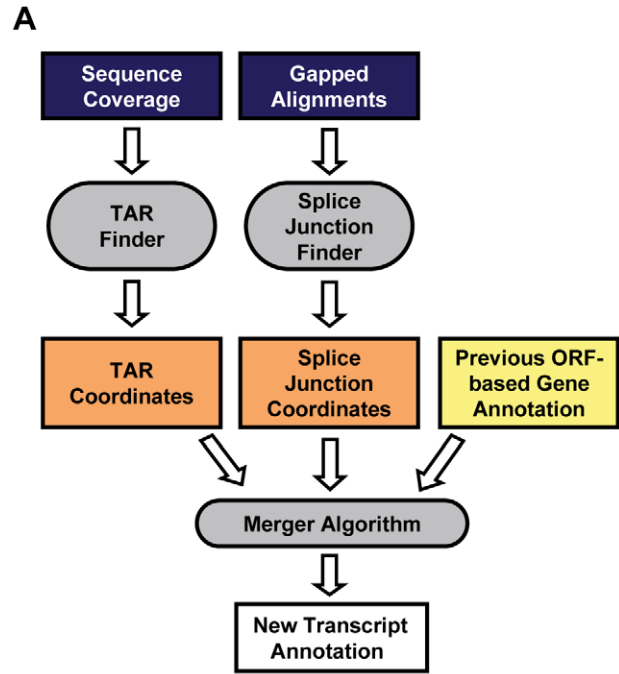 A
Sequence
Coverage
Gapped
Alignments
TAR
Finder
Splice
Junction
Finder
TAR
Coordinates
Splice
Junction
Coordinates
Previous ORF-
based Gene
Annotation
Merger Algorithm
New Transcript
Annotation